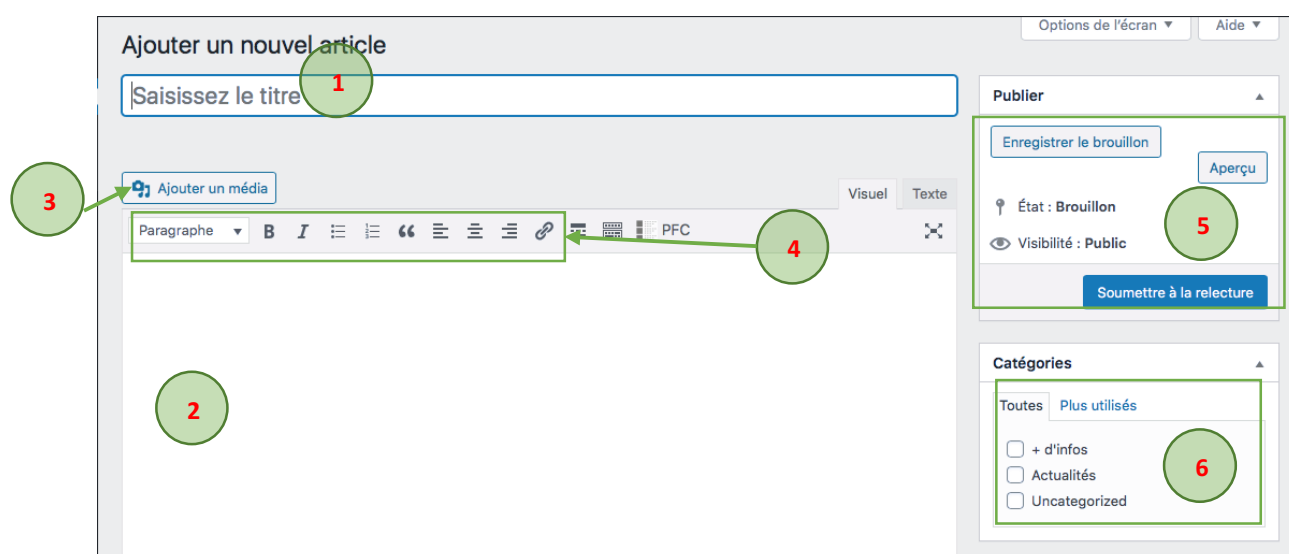 Options de l'écran ▼ Aide ▼
Ajouter un nouvel article
1
Saisissez le titre
Publier
Enregistrer le brouillon
Aperçu
3
Ajouter un média
Visuel Texte
État : Brouillon
5
Paragraphe B I PFC
4
Visibilité : Public
Soumettre à la relecture
Catégories
2
Toutes Plus utilisés
+ d'infos
6
Actualités
Uncategorized